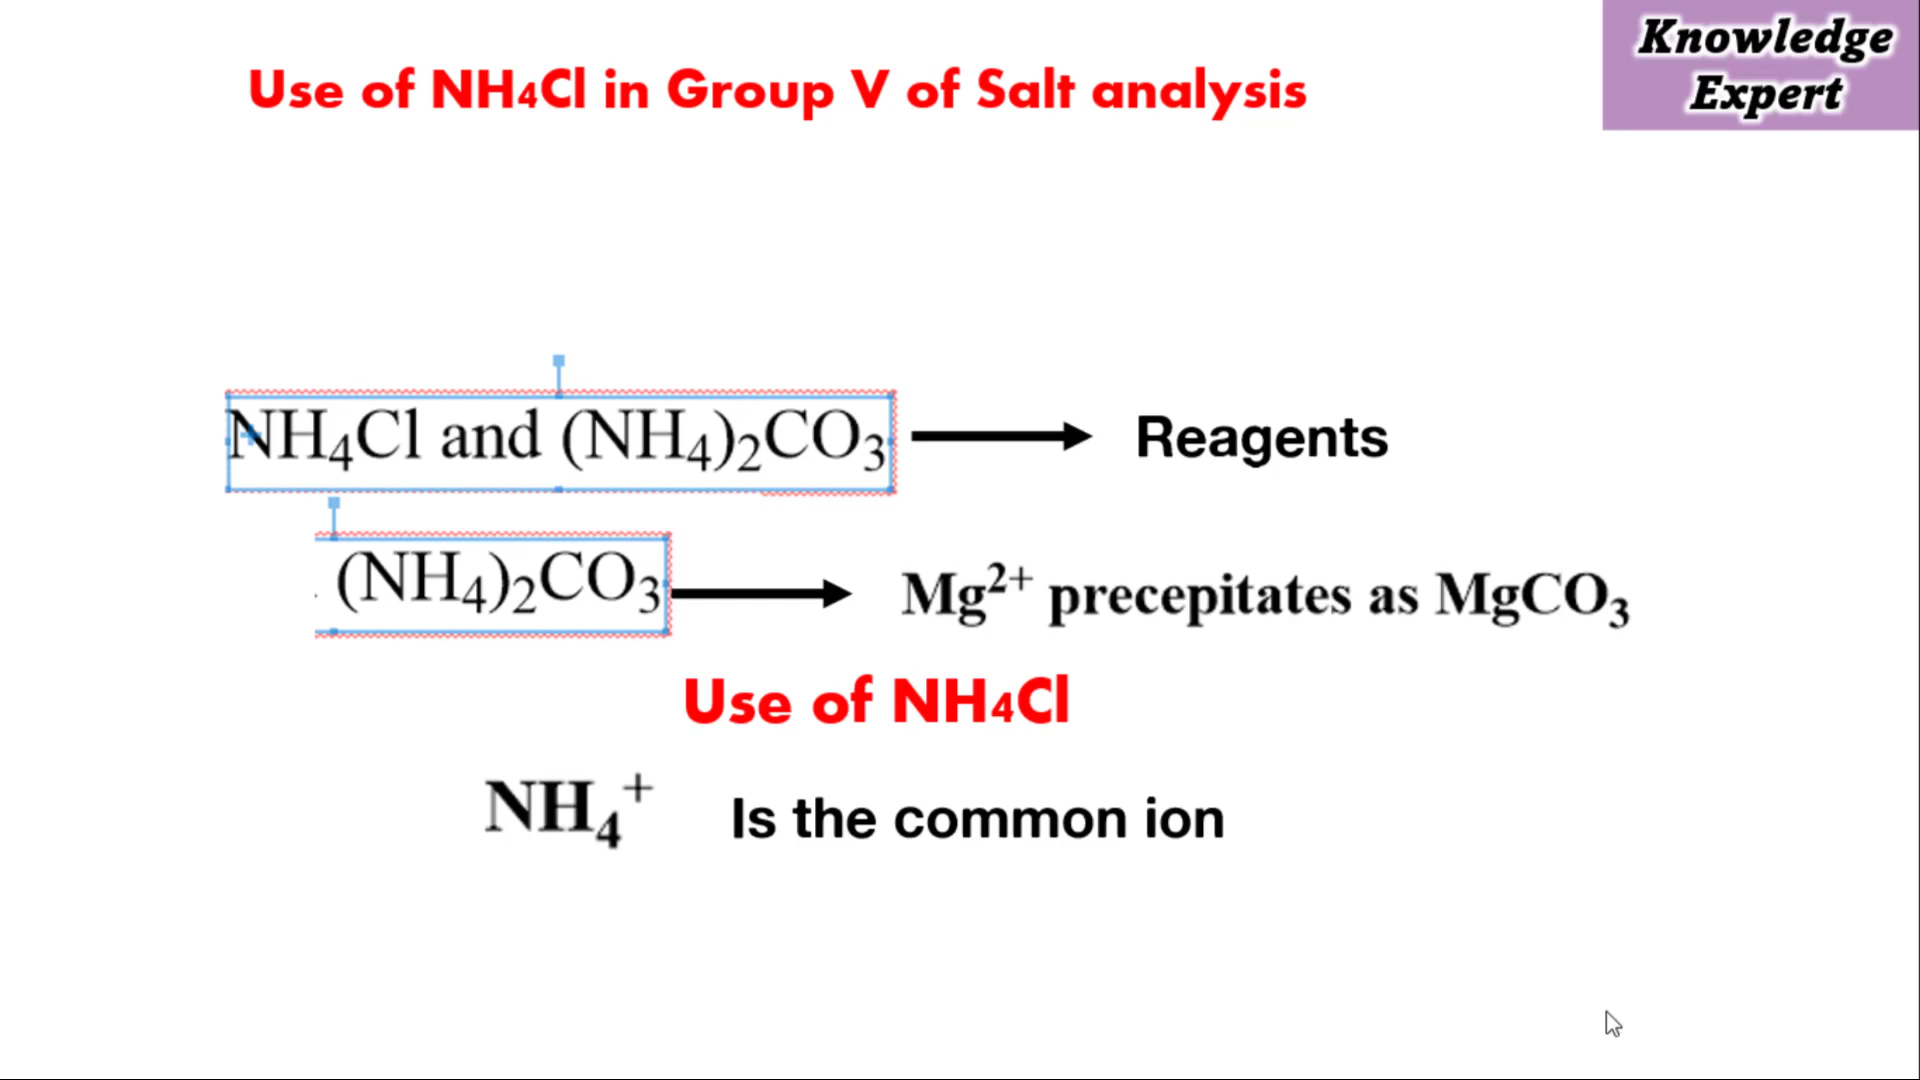 Knowledge
Expert
Use of NH4Cl in Group V of Salt analysis
NH₄Cl and (NH₄)₂CO₃ Reagents
(NH₄)₂CO₃ Mg²⁺ precepitates as MgCO₃
Use of NH4Cl
NH₄⁺ Is the common ion